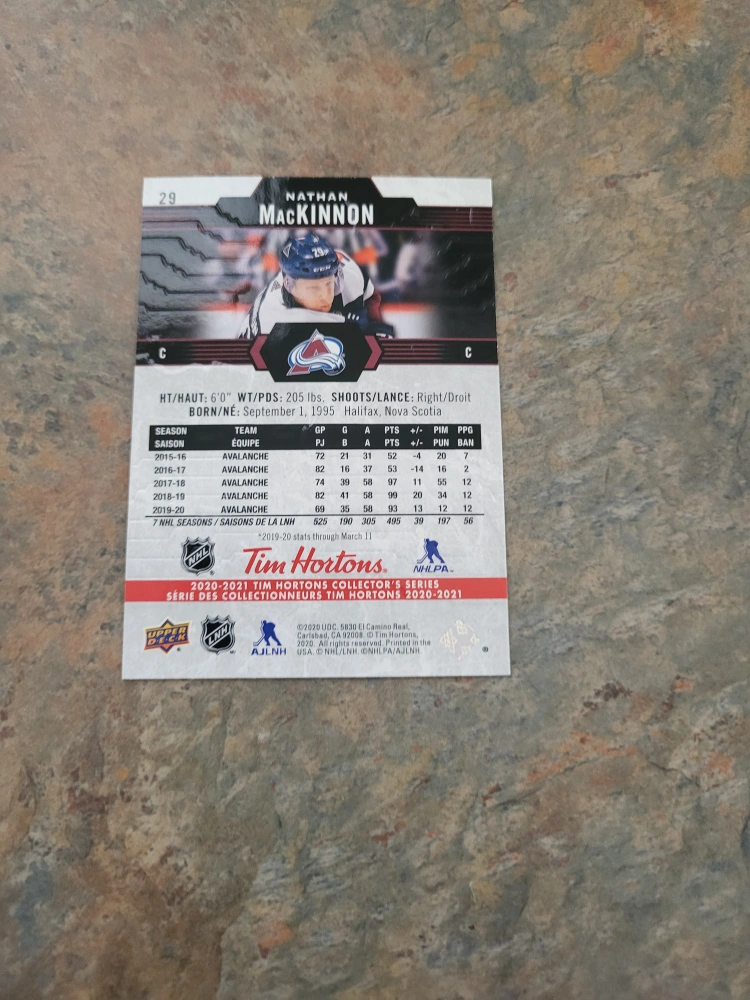 29
NATHAN
MACKINNON
29
CCM
C
C
HT/HAUT: 6'0" WT/PDS: 205 lbs. SHOOTS/LANCE: Right/Droit
BORN/NÉ: September 1, 1995 Halifax, Nova Scotia
SEASON TEAM GP G A PTS +/- PIM PPG
SAISON ÉQUIPE PJ B A PTS +/- PUN BAN
2015-16 AVALANCHE 72 21 31 52 -4 20 7
2016-17 AVALANCHE 82 16 37 53 -14 16 2
2017-18 AVALANCHE 74 39 58 97 11 55 12
2018-19 AVALANCHE 82 41 58 99 20 34 12
2019-20 AVALANCHE 69 35 58 93 13 12 12
7 NHL SEASONS / SAISONS DE LA LNH 525 190 305 495 39 197 56
*2019-20 stats through March 11
NHL
Tim Hortons.
NHLPA
2020-2021 TIM HORTONS COLLECTOR'S SERIES
SÉRIE DES COLLECTIONNEURS TIM HORTONS 2020-2021
UPPER DECK
LNH
AJLNH
©2020 UDC. 5830 El Camino Real,
Carlsbad, CA 92008. © Tim Hortons,
2020. All rights reserved. Printed in the
USA. © NHL/LNH. ©NHLPA/AJLNH.